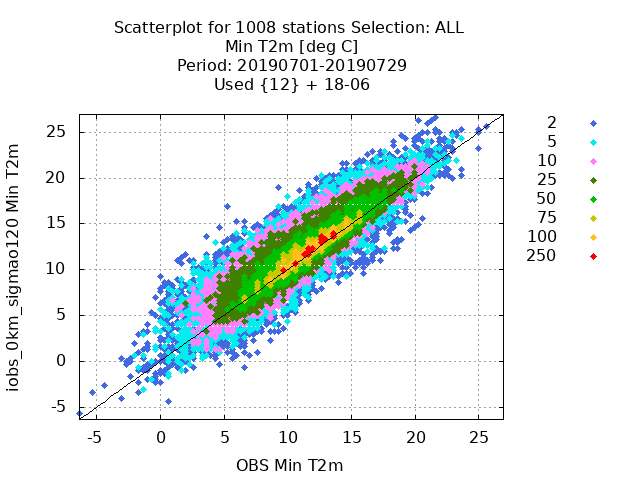 Scatterplot for 1008 stations Selection: ALL
Min T2m [deg C]
Period: 20190701-20190729
Used {12} + 18-06
iobs_0km_sigmao120 Min T2m
25
20
15
10
5
0
-5
-5 0 5 10 15 20 25
OBS Min T2m
2
5
10
25
50
75
100
250